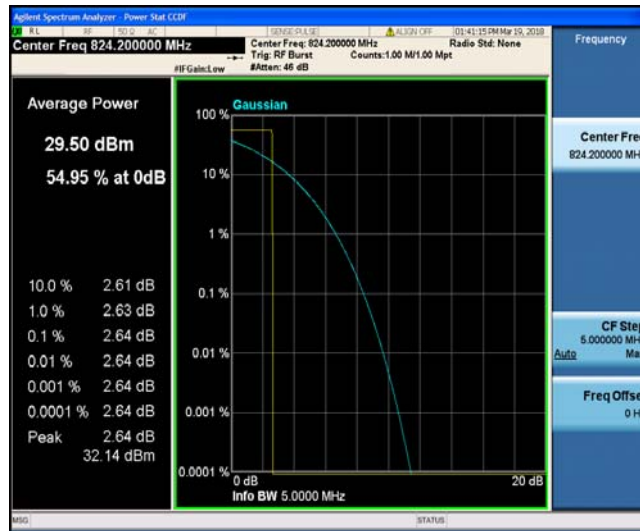 Agilent Spectrum Analyzer - Power Stat CCDF
RL RF 50 Ω AC SENSE:PULSE ALIGN OFF 01:41:15 PM Mar 19, 2018
Center Freq 824.200000 MHz
Center Freq: 824.200000 MHz Radio Std: None
Trig: RF Burst Counts:1.00 M/1.00 Mpt
#IFGain:Low #Atten: 46 dB
Frequency
Average Power
29.50 dBm
54.95 % at 0dB
10.0 % 2.61 dB
1.0 % 2.63 dB
0.1 % 2.64 dB
0.01 % 2.64 dB
0.001 % 2.64 dB
0.0001 % 2.64 dB
Peak 2.64 dB
32.14 dBm
Gaussian
100 %
10 %
1 %
0.1 %
0.01 %
0.001 %
0.0001 %
0 dB 20 dB
Info BW 5.0000 MHz
Center Fre
824.200000 MH
CF Step
5.000000 MH
Auto Ma
Freq Offse
0 H
MSG STATUS